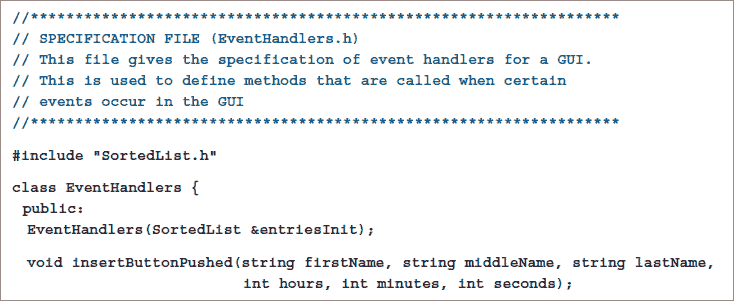 //******************************************************************
// SPECIFICATION FILE (EventHandlers.h)
// This file gives the specification of event handlers for a GUI.
// This is used to define methods that are called when certain
// events occur in the GUI
//******************************************************************
#include "SortedList.h"
class EventHandlers {
public:
EventHandlers(SortedList &entriesInit);
void insertButtonPushed(string firstName, string middleName, string lastName,
int hours, int minutes, int seconds);